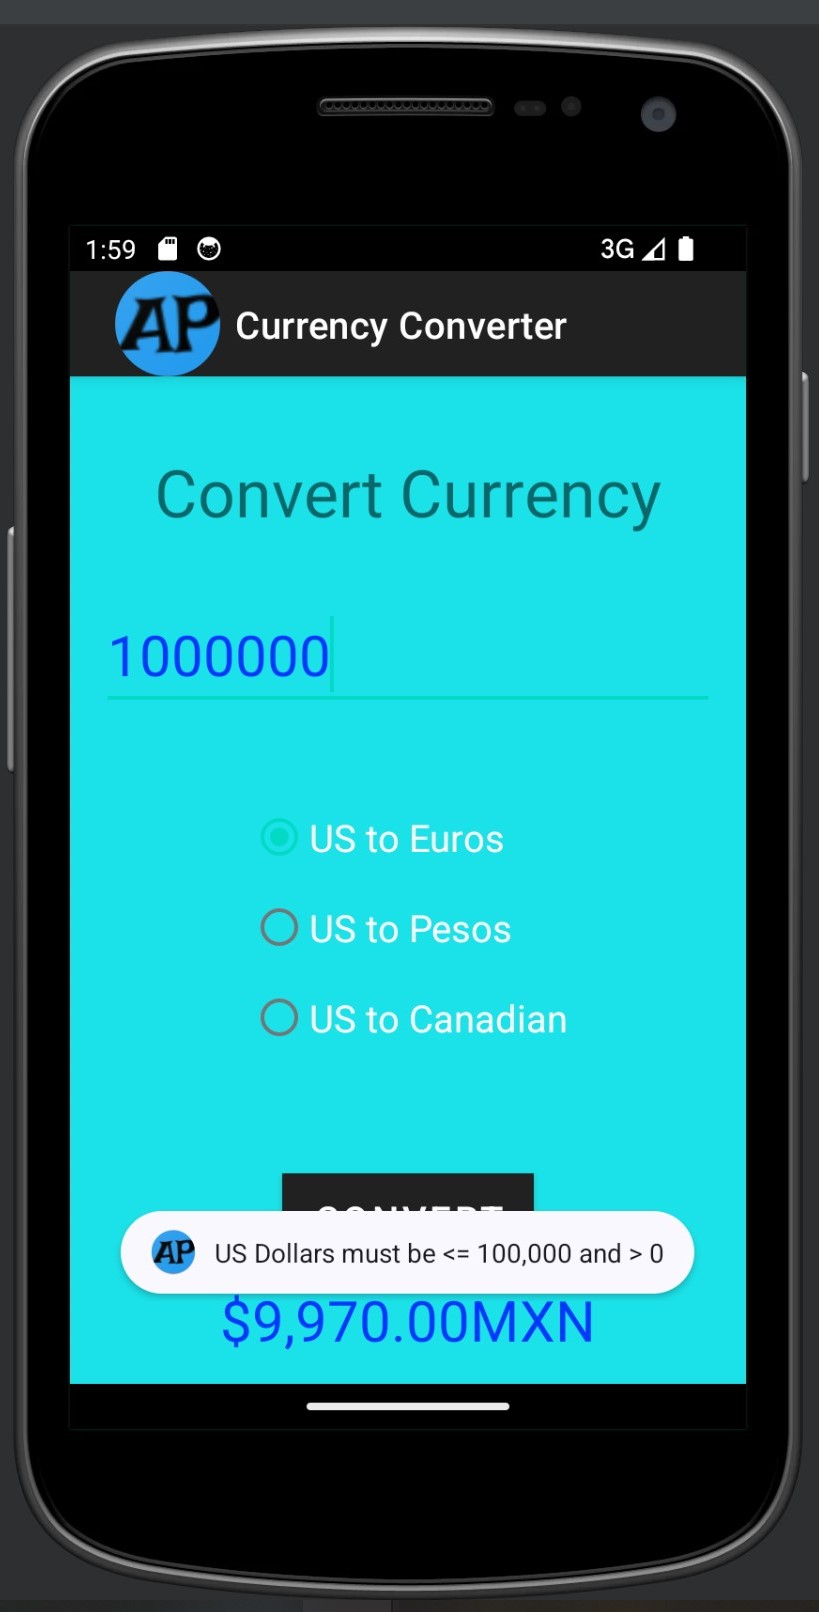 1:59 3G
AP Currency Converter
Convert Currency
1000000
US to Euros
US to Pesos
US to Canadian
CONVERT
AP US Dollars must be <= 100,000 and > 0
$9,970.00MXN